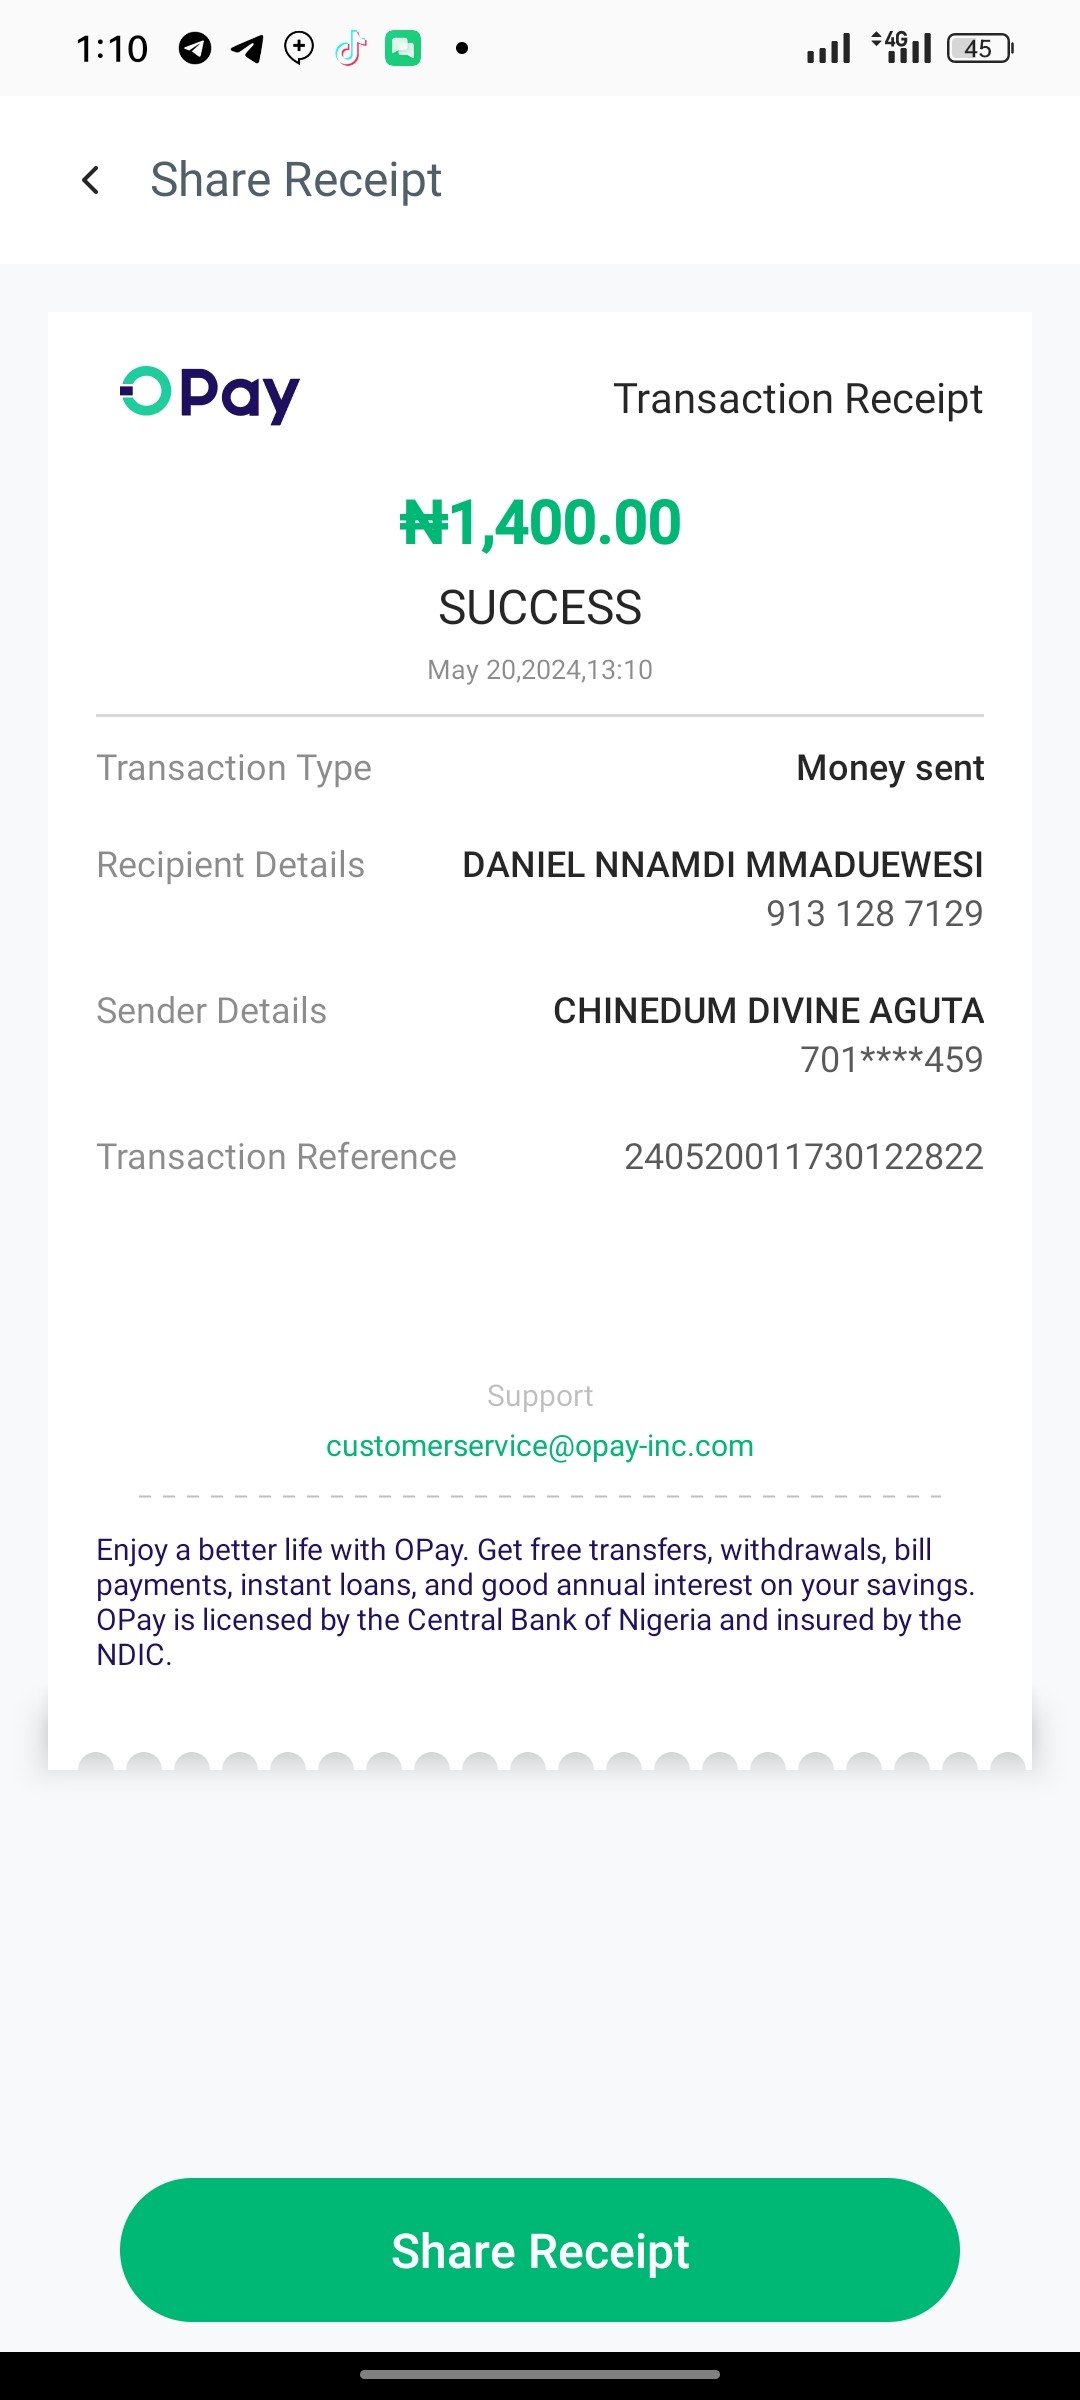 1:10 4G 45
Share Receipt
OPay Transaction Receipt
₦1,400.00
SUCCESS
May 20,2024,13:10
Transaction Type Money sent
Recipient Details DANIEL NNAMDI MMADUEWESI
913 128 7129
Sender Details CHINEDUM DIVINE AGUTA
701****459
Transaction Reference 240520011730122822
Support
customerservice@opay-inc.com
Enjoy a better life with OPay. Get free transfers, withdrawals, bill
payments, instant loans, and good annual interest on your savings.
OPay is licensed by the Central Bank of Nigeria and insured by the
NDIC.
Share Receipt